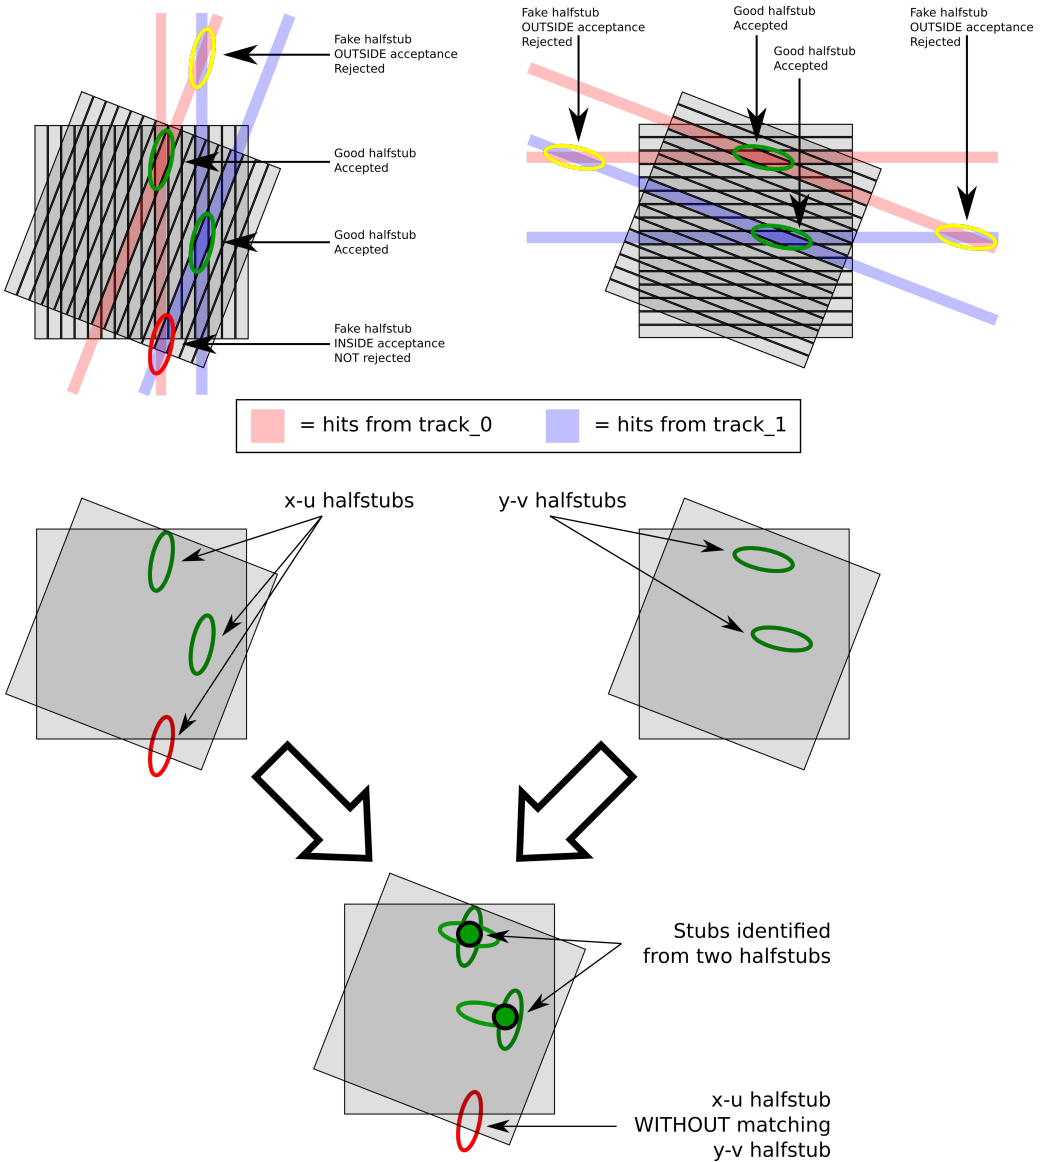 Fake halfstub
OUTSIDE acceptance
Rejected
Good halfstub
Accepted
Good halfstub
Accepted
Fake halfstub
INSIDE acceptance
NOT rejected
Fake halfstub
OUTSIDE acceptance
Rejected
Good halfstub
Accepted
Good halfstub
Accepted
Fake halfstub
OUTSIDE acceptance
Rejected
= hits from track_0
= hits from track_1
x-u halfstubs
y-v halfstubs
Stubs identified
from two halfstubs
x-u halfstub
WITHOUT matching
y-v halfstub